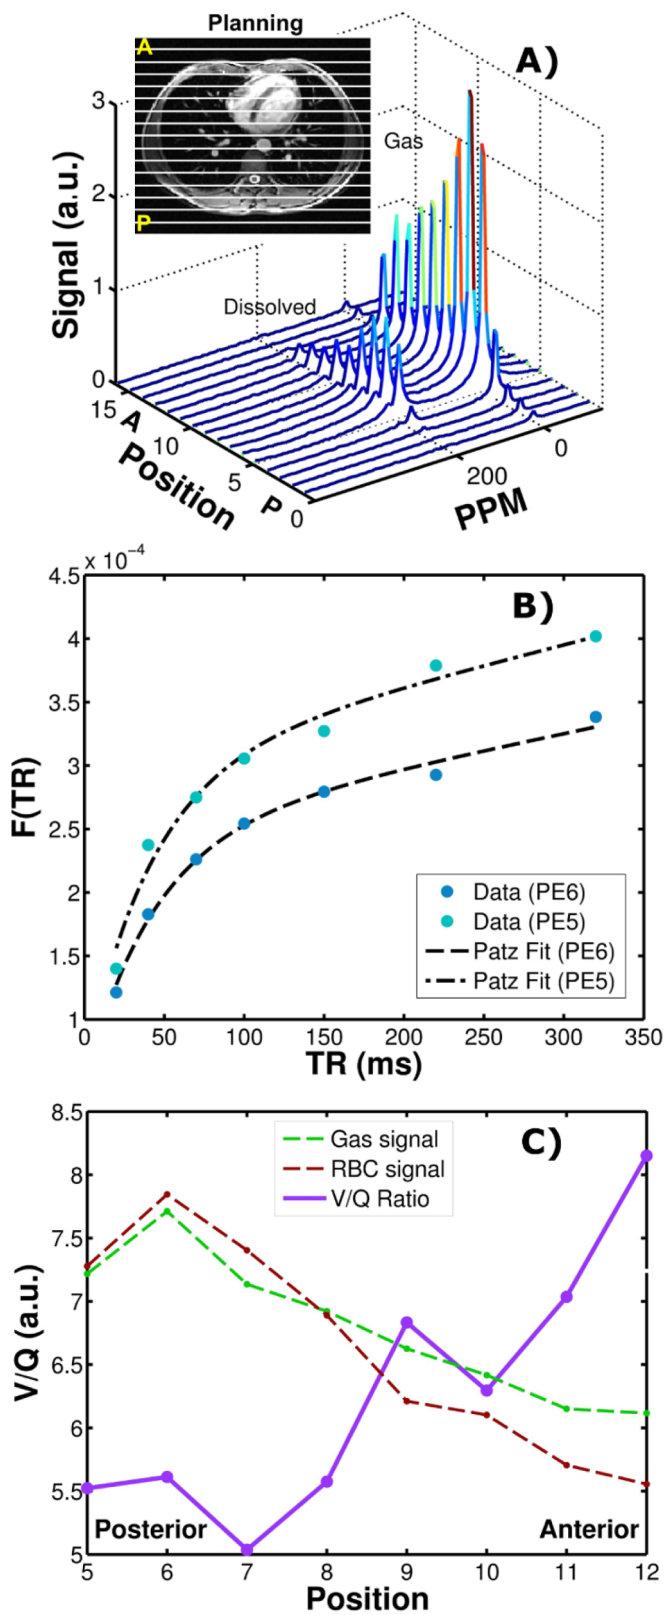 Planning
A
P
A)
Gas
Dissolved
Signal (a.u.)
3
2
1
0
15
10
5
0
A
Position
P
200
0
PPM
x 10⁻⁴
B)
4.5
4
3.5
3
2.5
2
1.5
1
F(TR)
Data (PE6)
Data (PE5)
Patz Fit (PE6)
Patz Fit (PE5)
0 50 100 150 200 250 300 350
TR (ms)
C)
Gas signal
RBC signal
V/Q Ratio
8.5
8
7.5
7
6.5
6
5.5
5
V/Q (a.u.)
Posterior
Anterior
5 6 7 8 9 10 11 12
Position